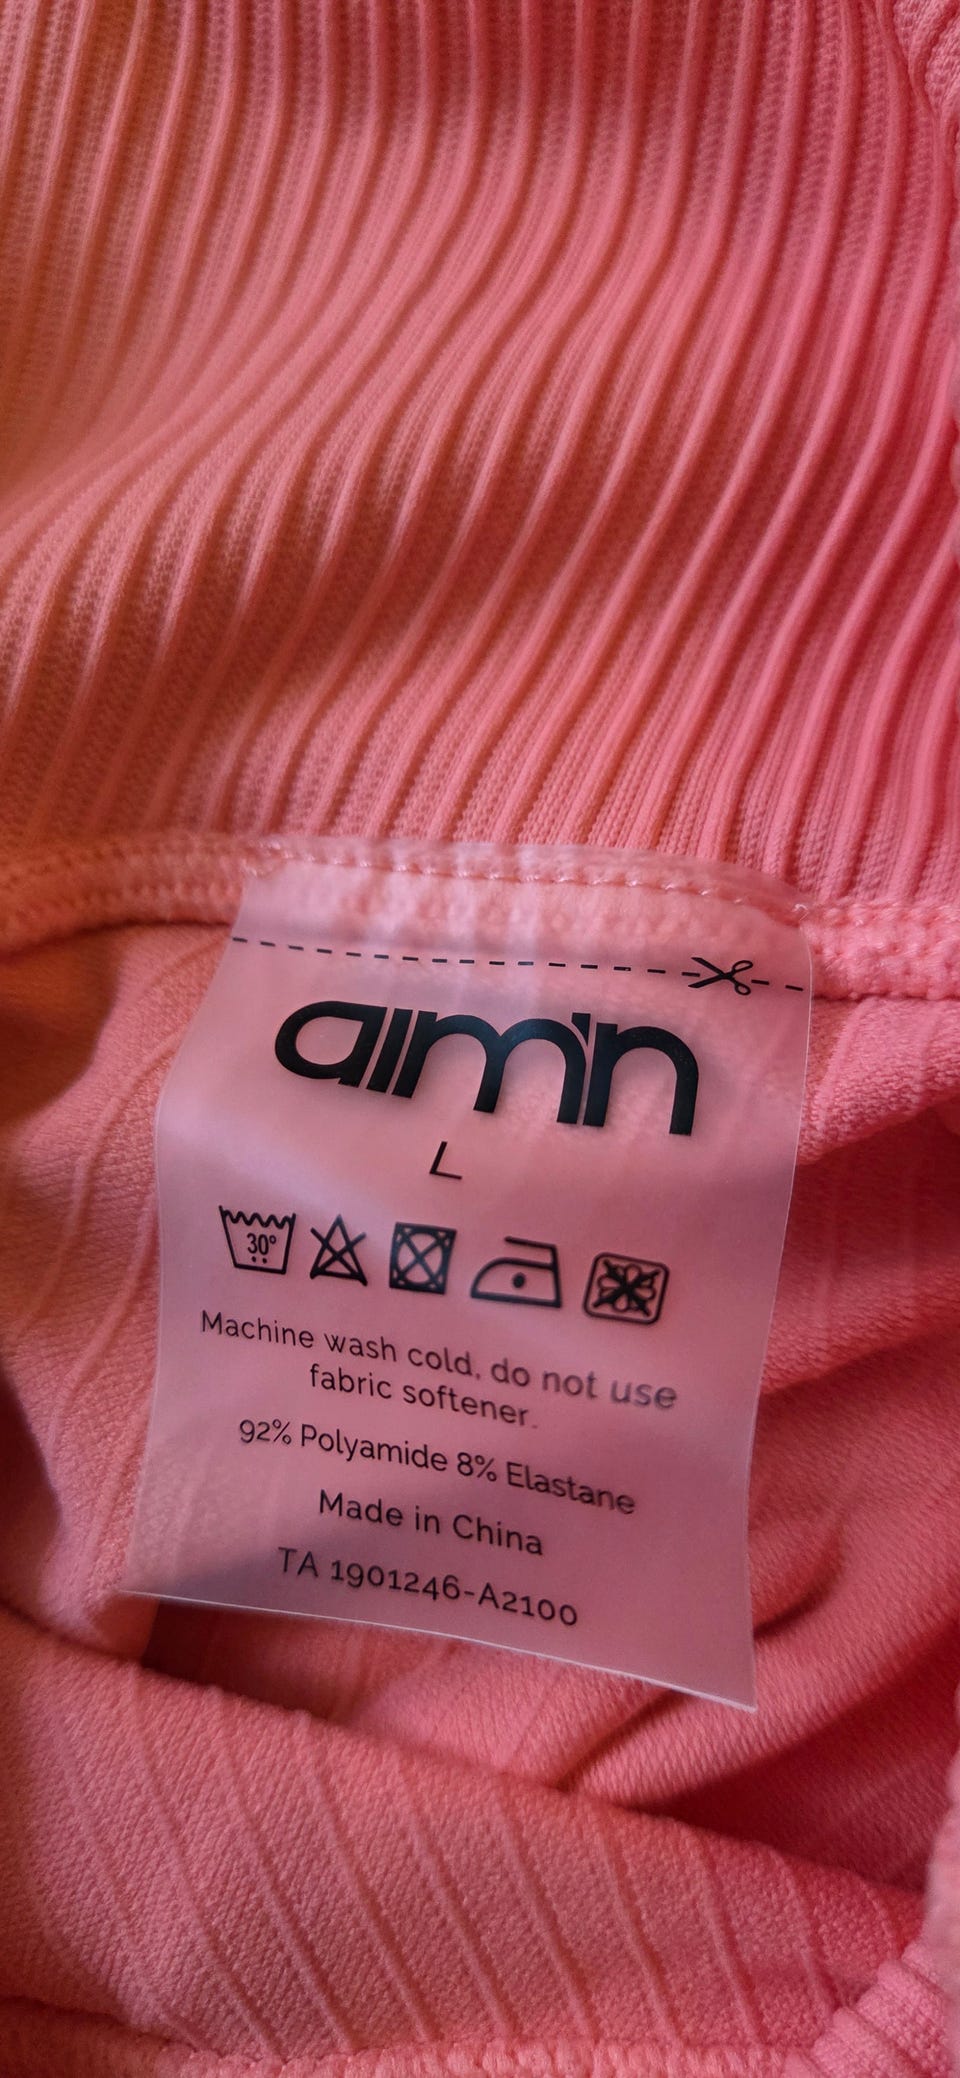 aim'n
L
30°
Machine wash cold, do not use
fabric softener.
92% Polyamide 8% Elastane
Made in China
TA 1901246-A2100